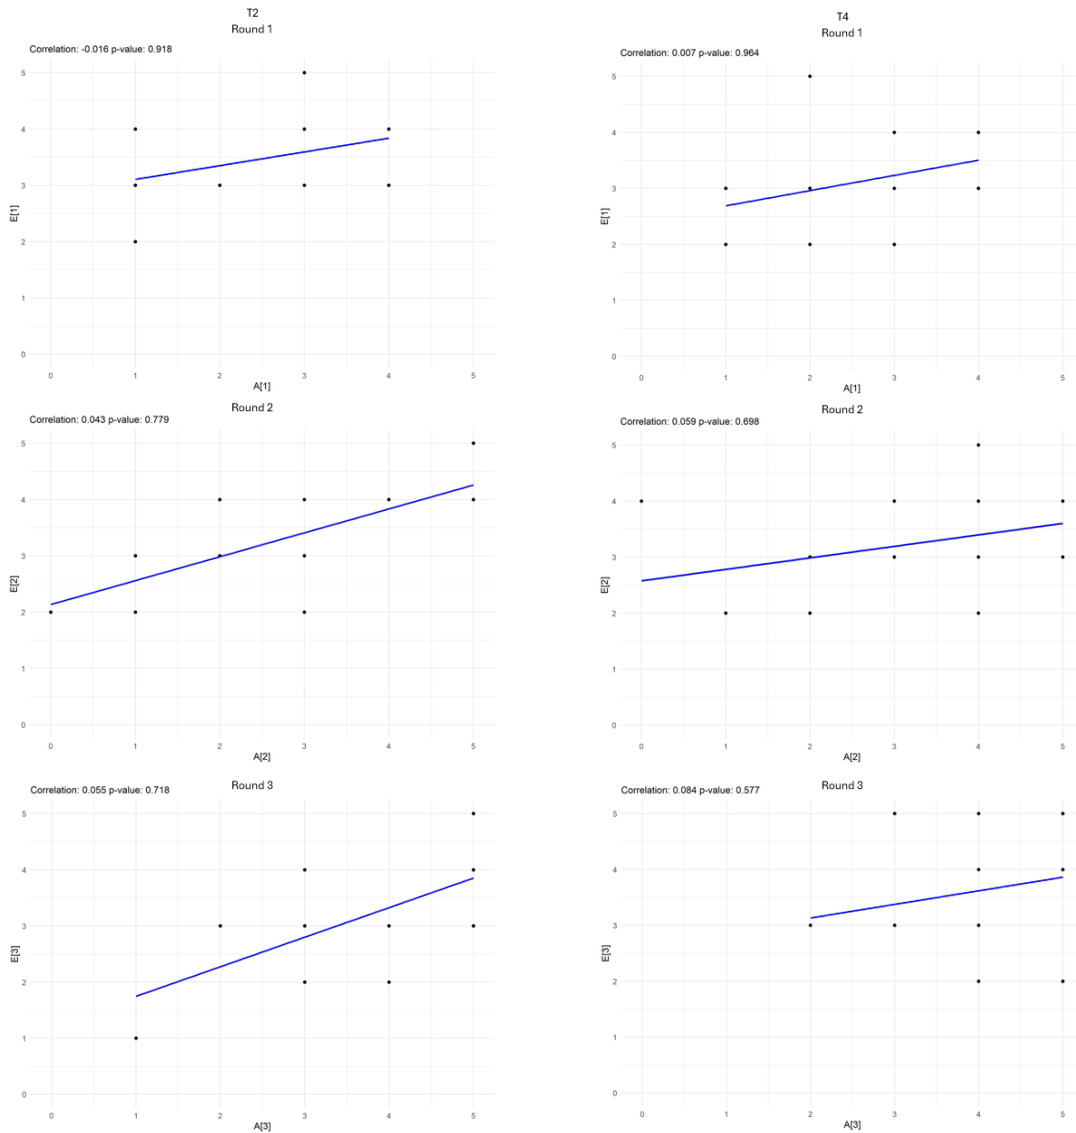 T2
Round 1
Correlation: -0.016 p-value: 0.918
5
4
3
2
1
0
E[1]
0 1 2 3 4 5
A[1]
Round 2
Correlation: 0.043 p-value: 0.779
5
4
3
2
1
0
E[2]
0 1 2 3 4 5
A[2]
Round 3
Correlation: 0.055 p-value: 0.718
5
4
3
2
1
0
E[3]
0 1 2 3 4 5
A[3]
T4
Round 1
Correlation: 0.007 p-value: 0.964
5
4
3
2
1
0
E[1]
0 1 2 3 4 5
A[1]
Round 2
Correlation: 0.059 p-value: 0.698
5
4
3
2
1
0
E[2]
0 1 2 3 4 5
A[2]
Round 3
Correlation: 0.084 p-value: 0.577
5
4
3
2
1
0
E[3]
0 1 2 3 4 5
A[3]